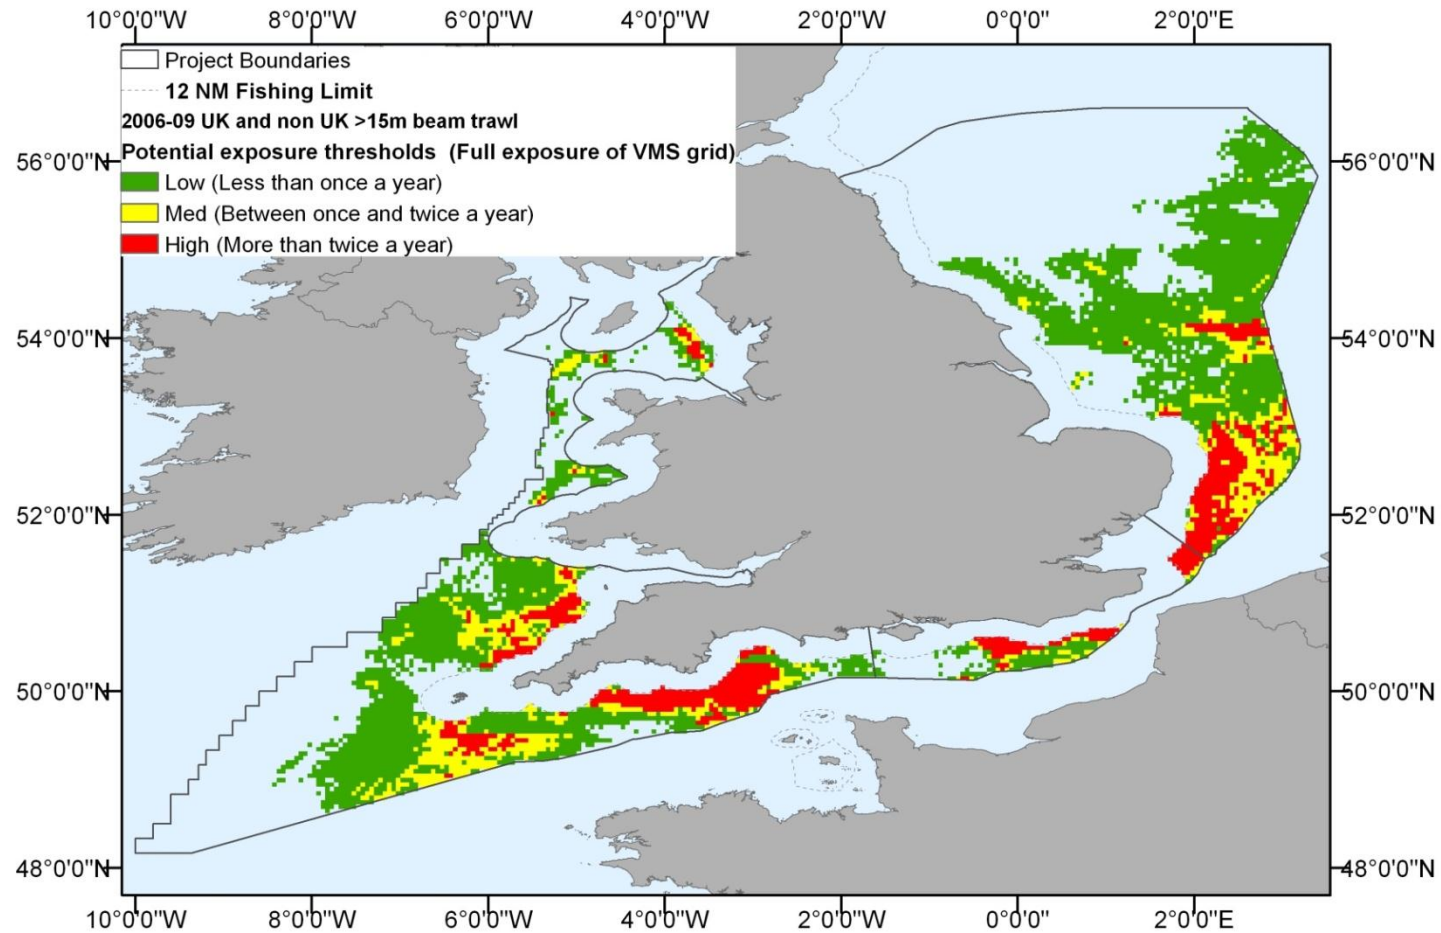 10°0'0"W 8°0'0"W 6°0'0"W 4°0'0"W 2°0'0"W 0°0'0" 2°0'0"E
Project Boundaries
12 NM Fishing Limit
2006-09 UK and non UK >15m beam trawl
Potential exposure thresholds (Full exposure of VMS grid)
Low (Less than once a year)
Med (Between once and twice a year)
High (More than twice a year)
56°0'0"N 56°0'0"N
54°0'0"N 54°0'0"N
52°0'0"N 52°0'0"N
50°0'0"N 50°0'0"N
48°0'0"N 48°0'0"N
10°0'0"W 8°0'0"W 6°0'0"W 4°0'0"W 2°0'0"W 0°0'0" 2°0'0"E